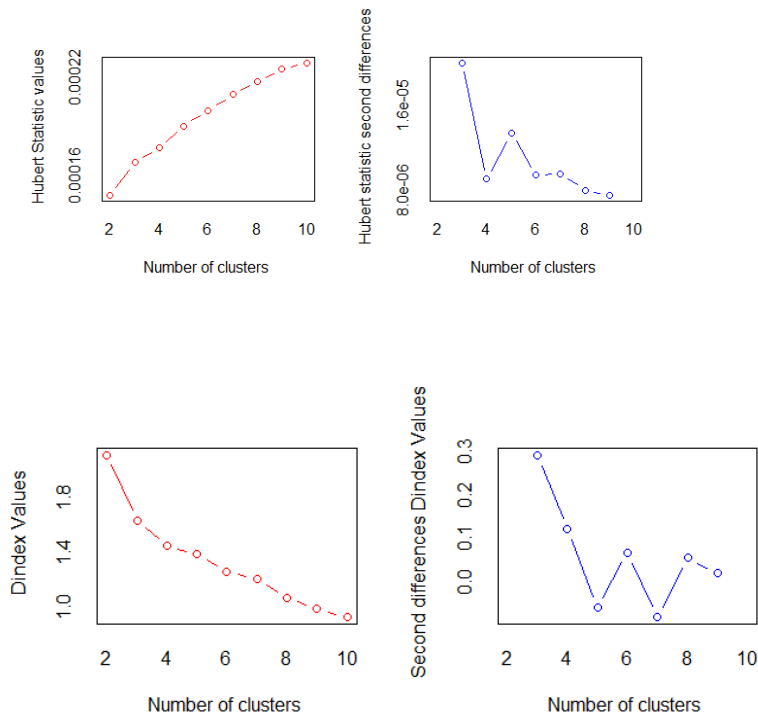 Hubert Statistic values
0.00022
0.00016
2 4 6 8 10
Number of clusters
Hubert statistic second differences
1.6e-05
8.0e-06
2 4 6 8 10
Number of clusters
Dindex Values
1.8
1.4
1.0
2 4 6 8 10
Number of clusters
Second differences Dindex Values
0.3
0.2
0.1
0.0
2 4 6 8 10
Number of clusters